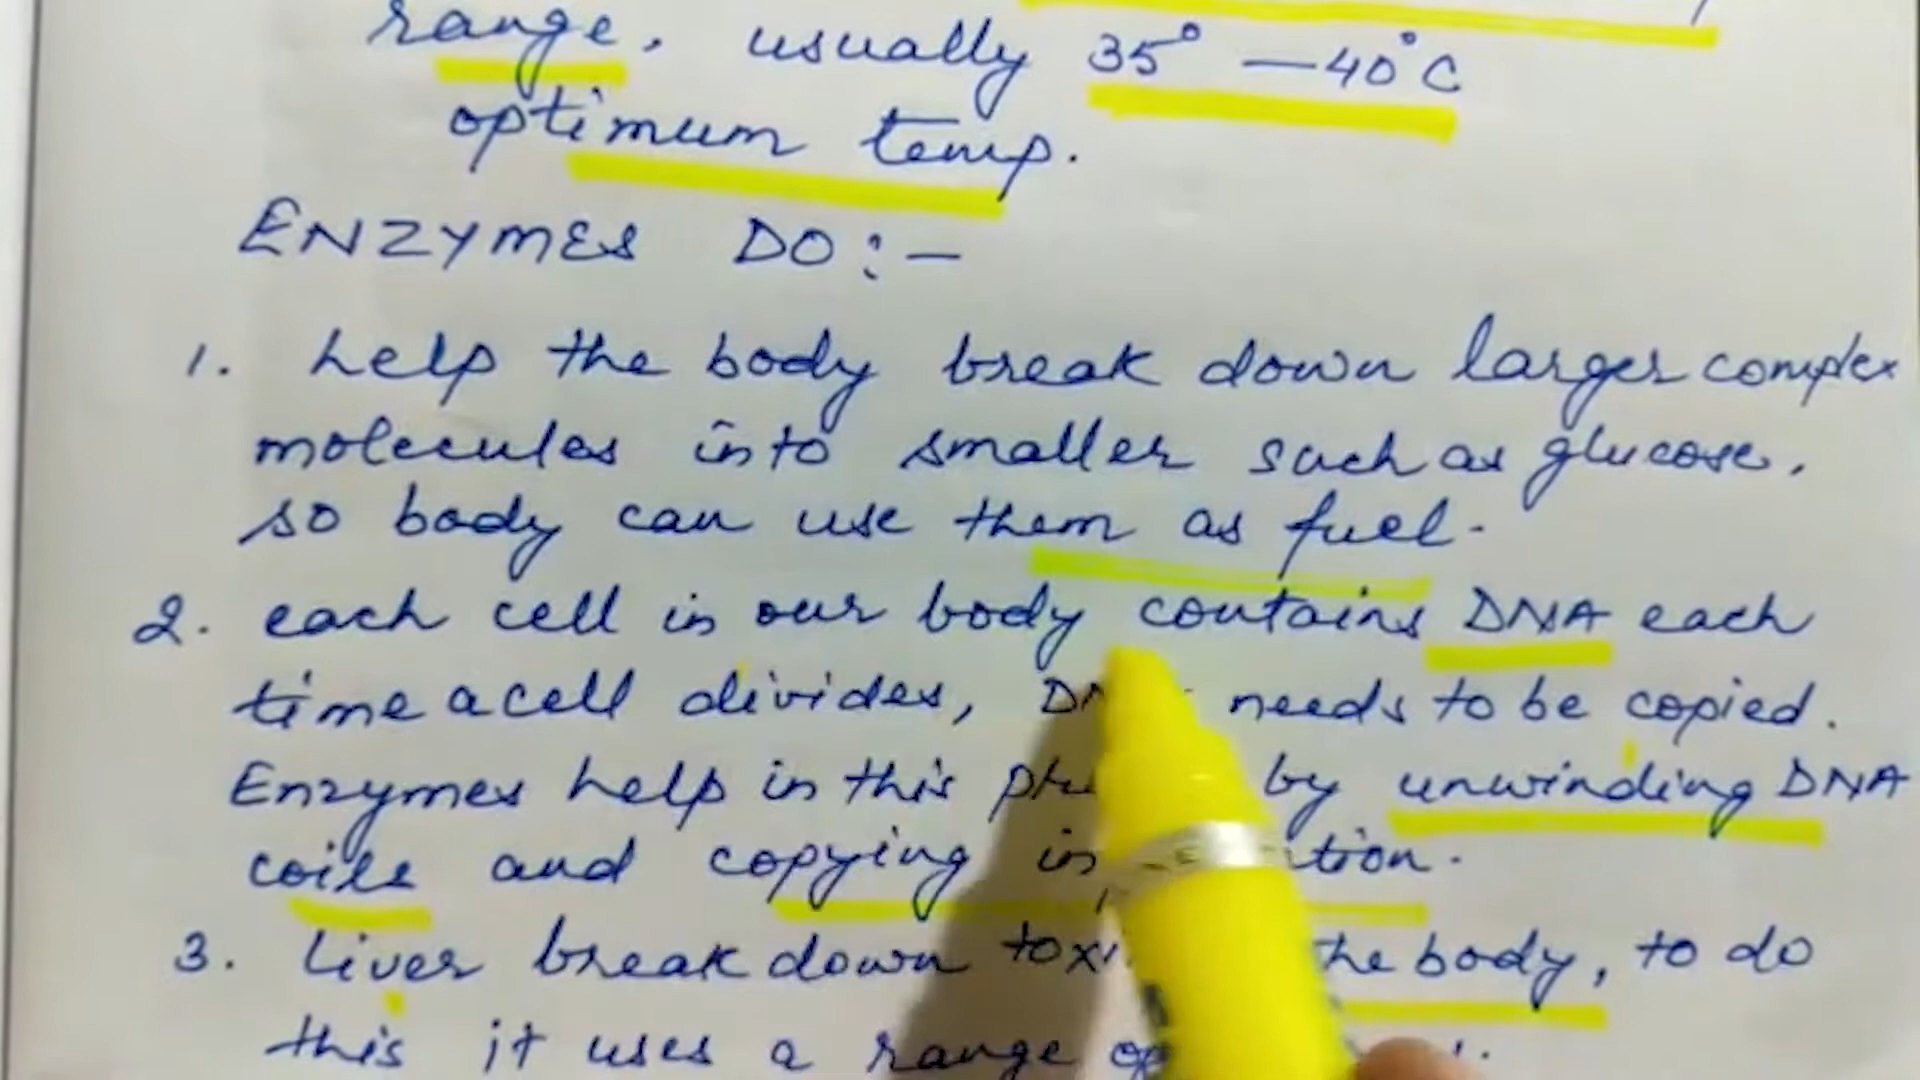 range. usually 35° — 40°C
optimum temp.
ENZYMES DO:-
1. help the body break down larger complex
molecules into smaller such as glucose.
so body can use them as fuel.
2. each cell in our body contains DNA each
time a cell divides, needs to be copied.
Enzymes help in this by unwinding DNA
coils and copying
3. Liver break down the body, to do
this it uses a range